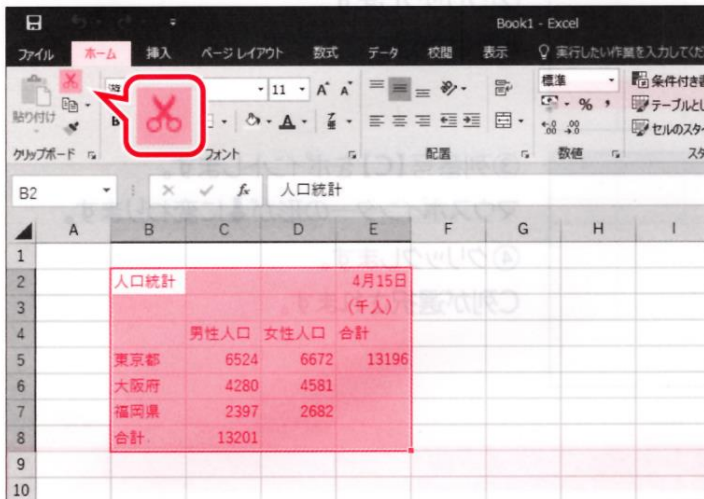 Book1 - Excel
ファイル ホーム 挿入 ページレイアウト 数式 データ 校閲 表示 実行したい作業を入力してくだ
貼り付け 11 A A 標準 条件付き書
B A % , テーブルとし
セルのスタ
クリップボード フォント 配置 数値 スタ
B2 fx 人口統計
A B C D E F G H I
1
2 人口統計 4月15日
3 (千人)
4 男性人口 女性人口 合計
5 東京都 6524 6672 13196
6 大阪府 4280 4581
7 福岡県 2397 2682
8 合計 13201
9
10